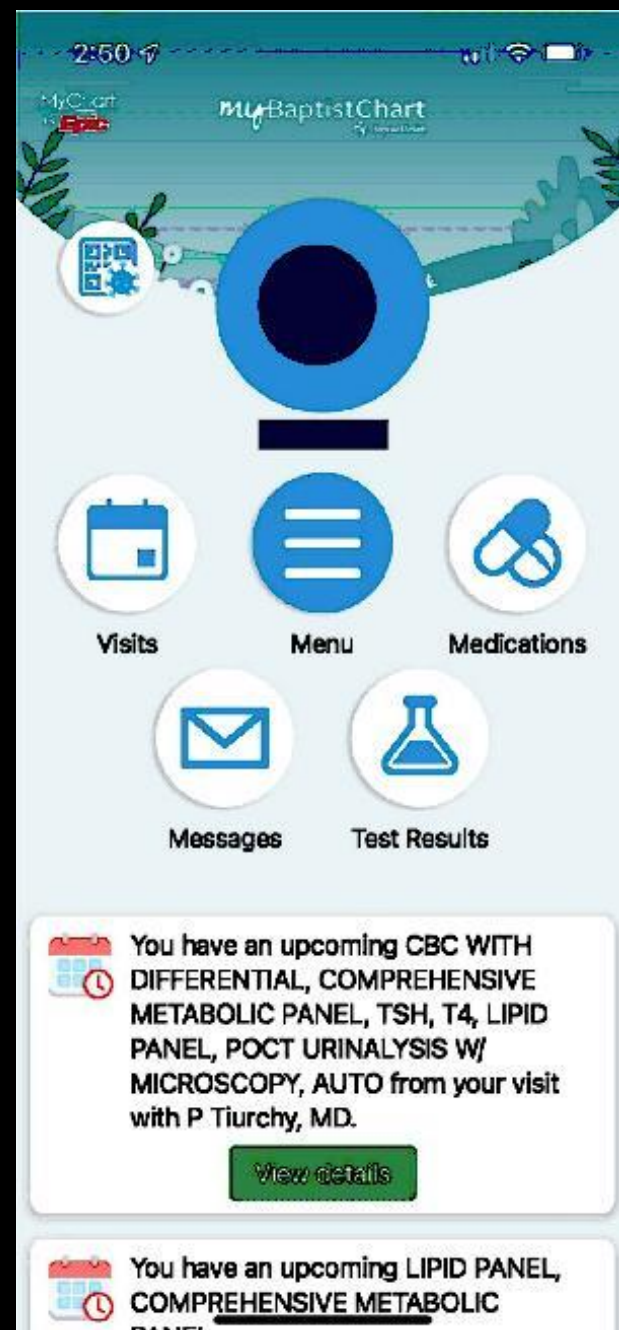 2:50
MyChart
Epic
myBaptistChart
Visits
Menu
Medications
Messages
Test Results
You have an upcoming CBC WITH
DIFFERENTIAL, COMPREHENSIVE
METABOLIC PANEL, TSH, T4, LIPID
PANEL, POCT URINALYSIS W/
MICROSCOPY, AUTO from your visit
with P Tiurchy, MD.
View details
You have an upcoming LIPID PANEL,
COMPREHENSIVE METABOLIC
PANEL